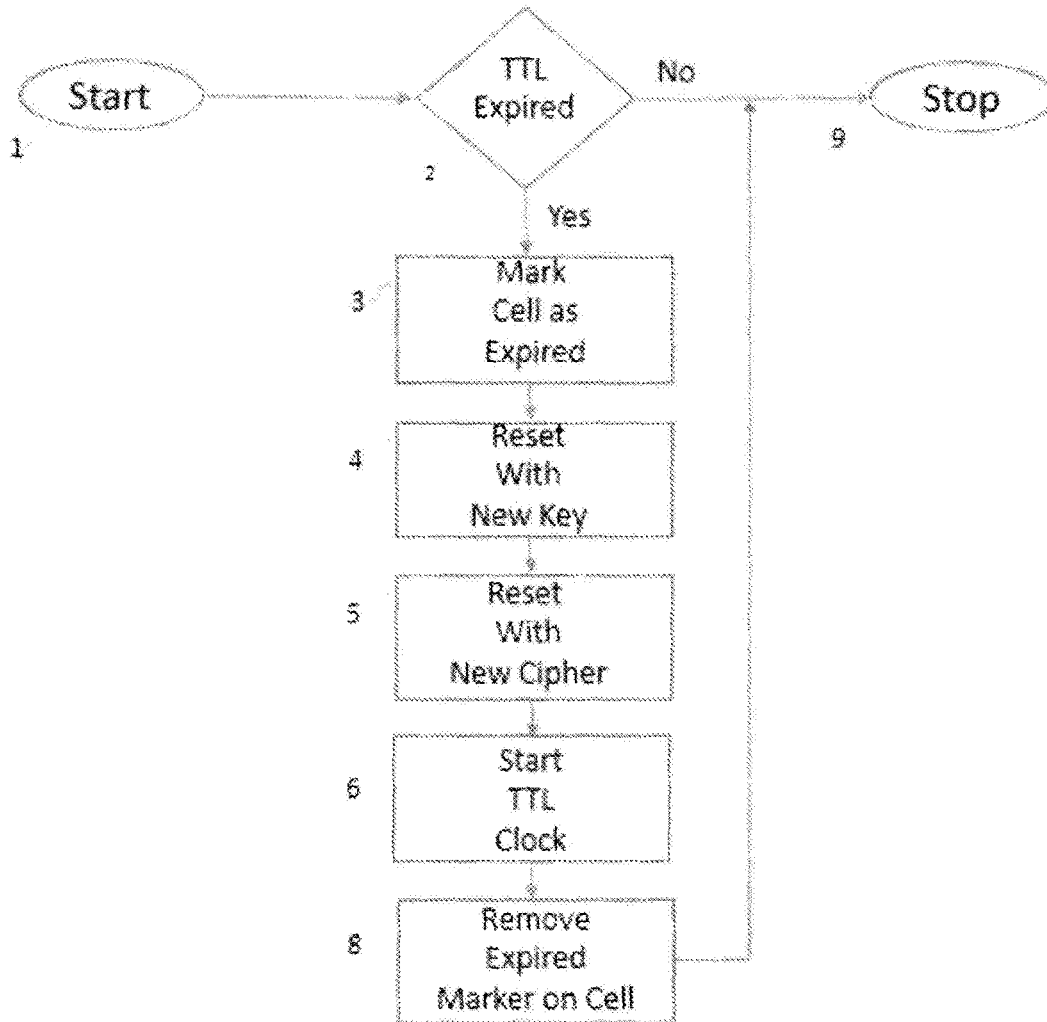 Start
1
TTL
Expired
2
No
Stop
9
Yes
3
Mark
Cell as
Expired
4
Reset
With
New Key
5
Reset
With
New Cipher
6
Start
TTL
Clock
8
Remove
Expired
Marker on Cell